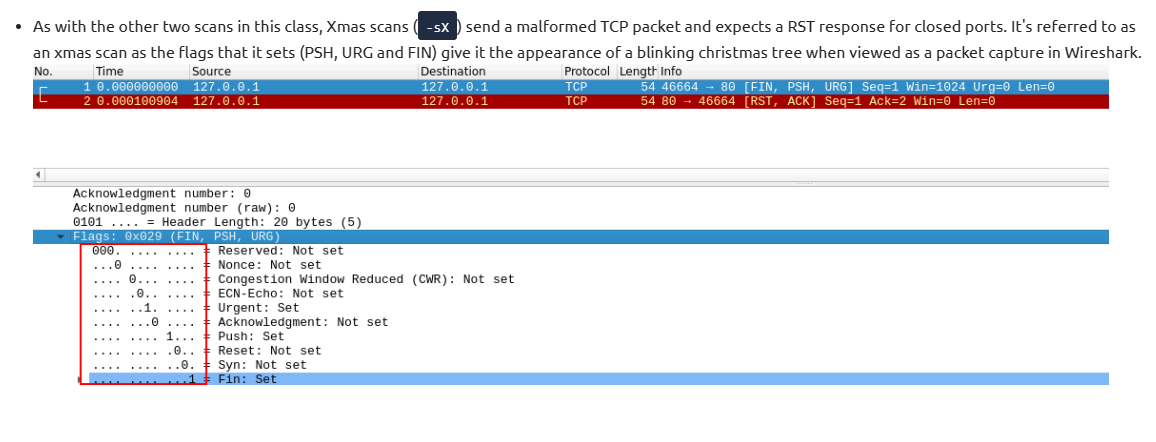 As with the other two scans in this class, Xmas scans ( -sX ) send a malformed TCP packet and expects a RST response for closed ports. It's referred to as
an xmas scan as the flags that it sets (PSH, URG and FIN) give it the appearance of a blinking christmas tree when viewed as a packet capture in Wireshark.
No. Time Source Destination Protocol Length Info
1 0.000000000 127.0.0.1 127.0.0.1 TCP 54 46664 → 80 [FIN, PSH, URG] Seq=1 Win=1024 Urg=0 Len=0
2 0.000100904 127.0.0.1 127.0.0.1 TCP 54 80 → 46664 [RST, ACK] Seq=1 Ack=2 Win=0 Len=0
Acknowledgment number: 0
Acknowledgment number (raw): 0
0101 .... = Header Length: 20 bytes (5)
Flags: 0x029 (FIN, PSH, URG)
000. .... .... = Reserved: Not set
...0 .... .... = Nonce: Not set
.... 0... .... = Congestion Window Reduced (CWR): Not set
.... .0.. .... = ECN-Echo: Not set
.... ..1. .... = Urgent: Set
.... ...0 .... = Acknowledgment: Not set
.... .... 1... = Push: Set
.... .... .0.. = Reset: Not set
.... .... ..0. = Syn: Not set
.... .... ...1 = Fin: Set